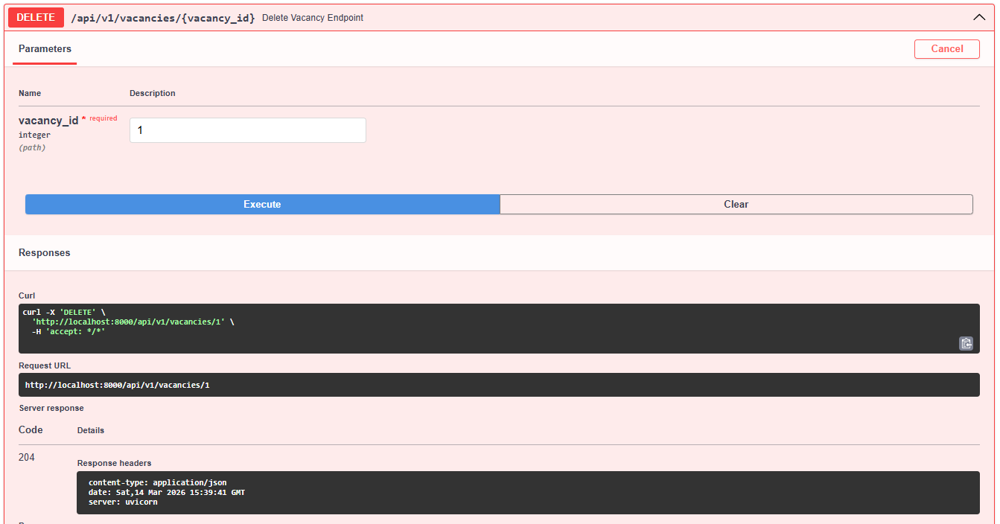 DELETE /api/v1/vacancies/{vacancy_id} Delete Vacancy Endpoint
Parameters
Cancel
Name Description
vacancy_id * required
integer
(path)
1
Execute Clear
Responses
Curl
curl -X 'DELETE' \
'http://localhost:8000/api/v1/vacancies/1' \
-H 'accept: */*'
Request URL
http://localhost:8000/api/v1/vacancies/1
Server response
Code Details
204
Response headers
content-type: application/json
date: Sat,14 Mar 2026 15:39:41 GMT
server: uvicorn